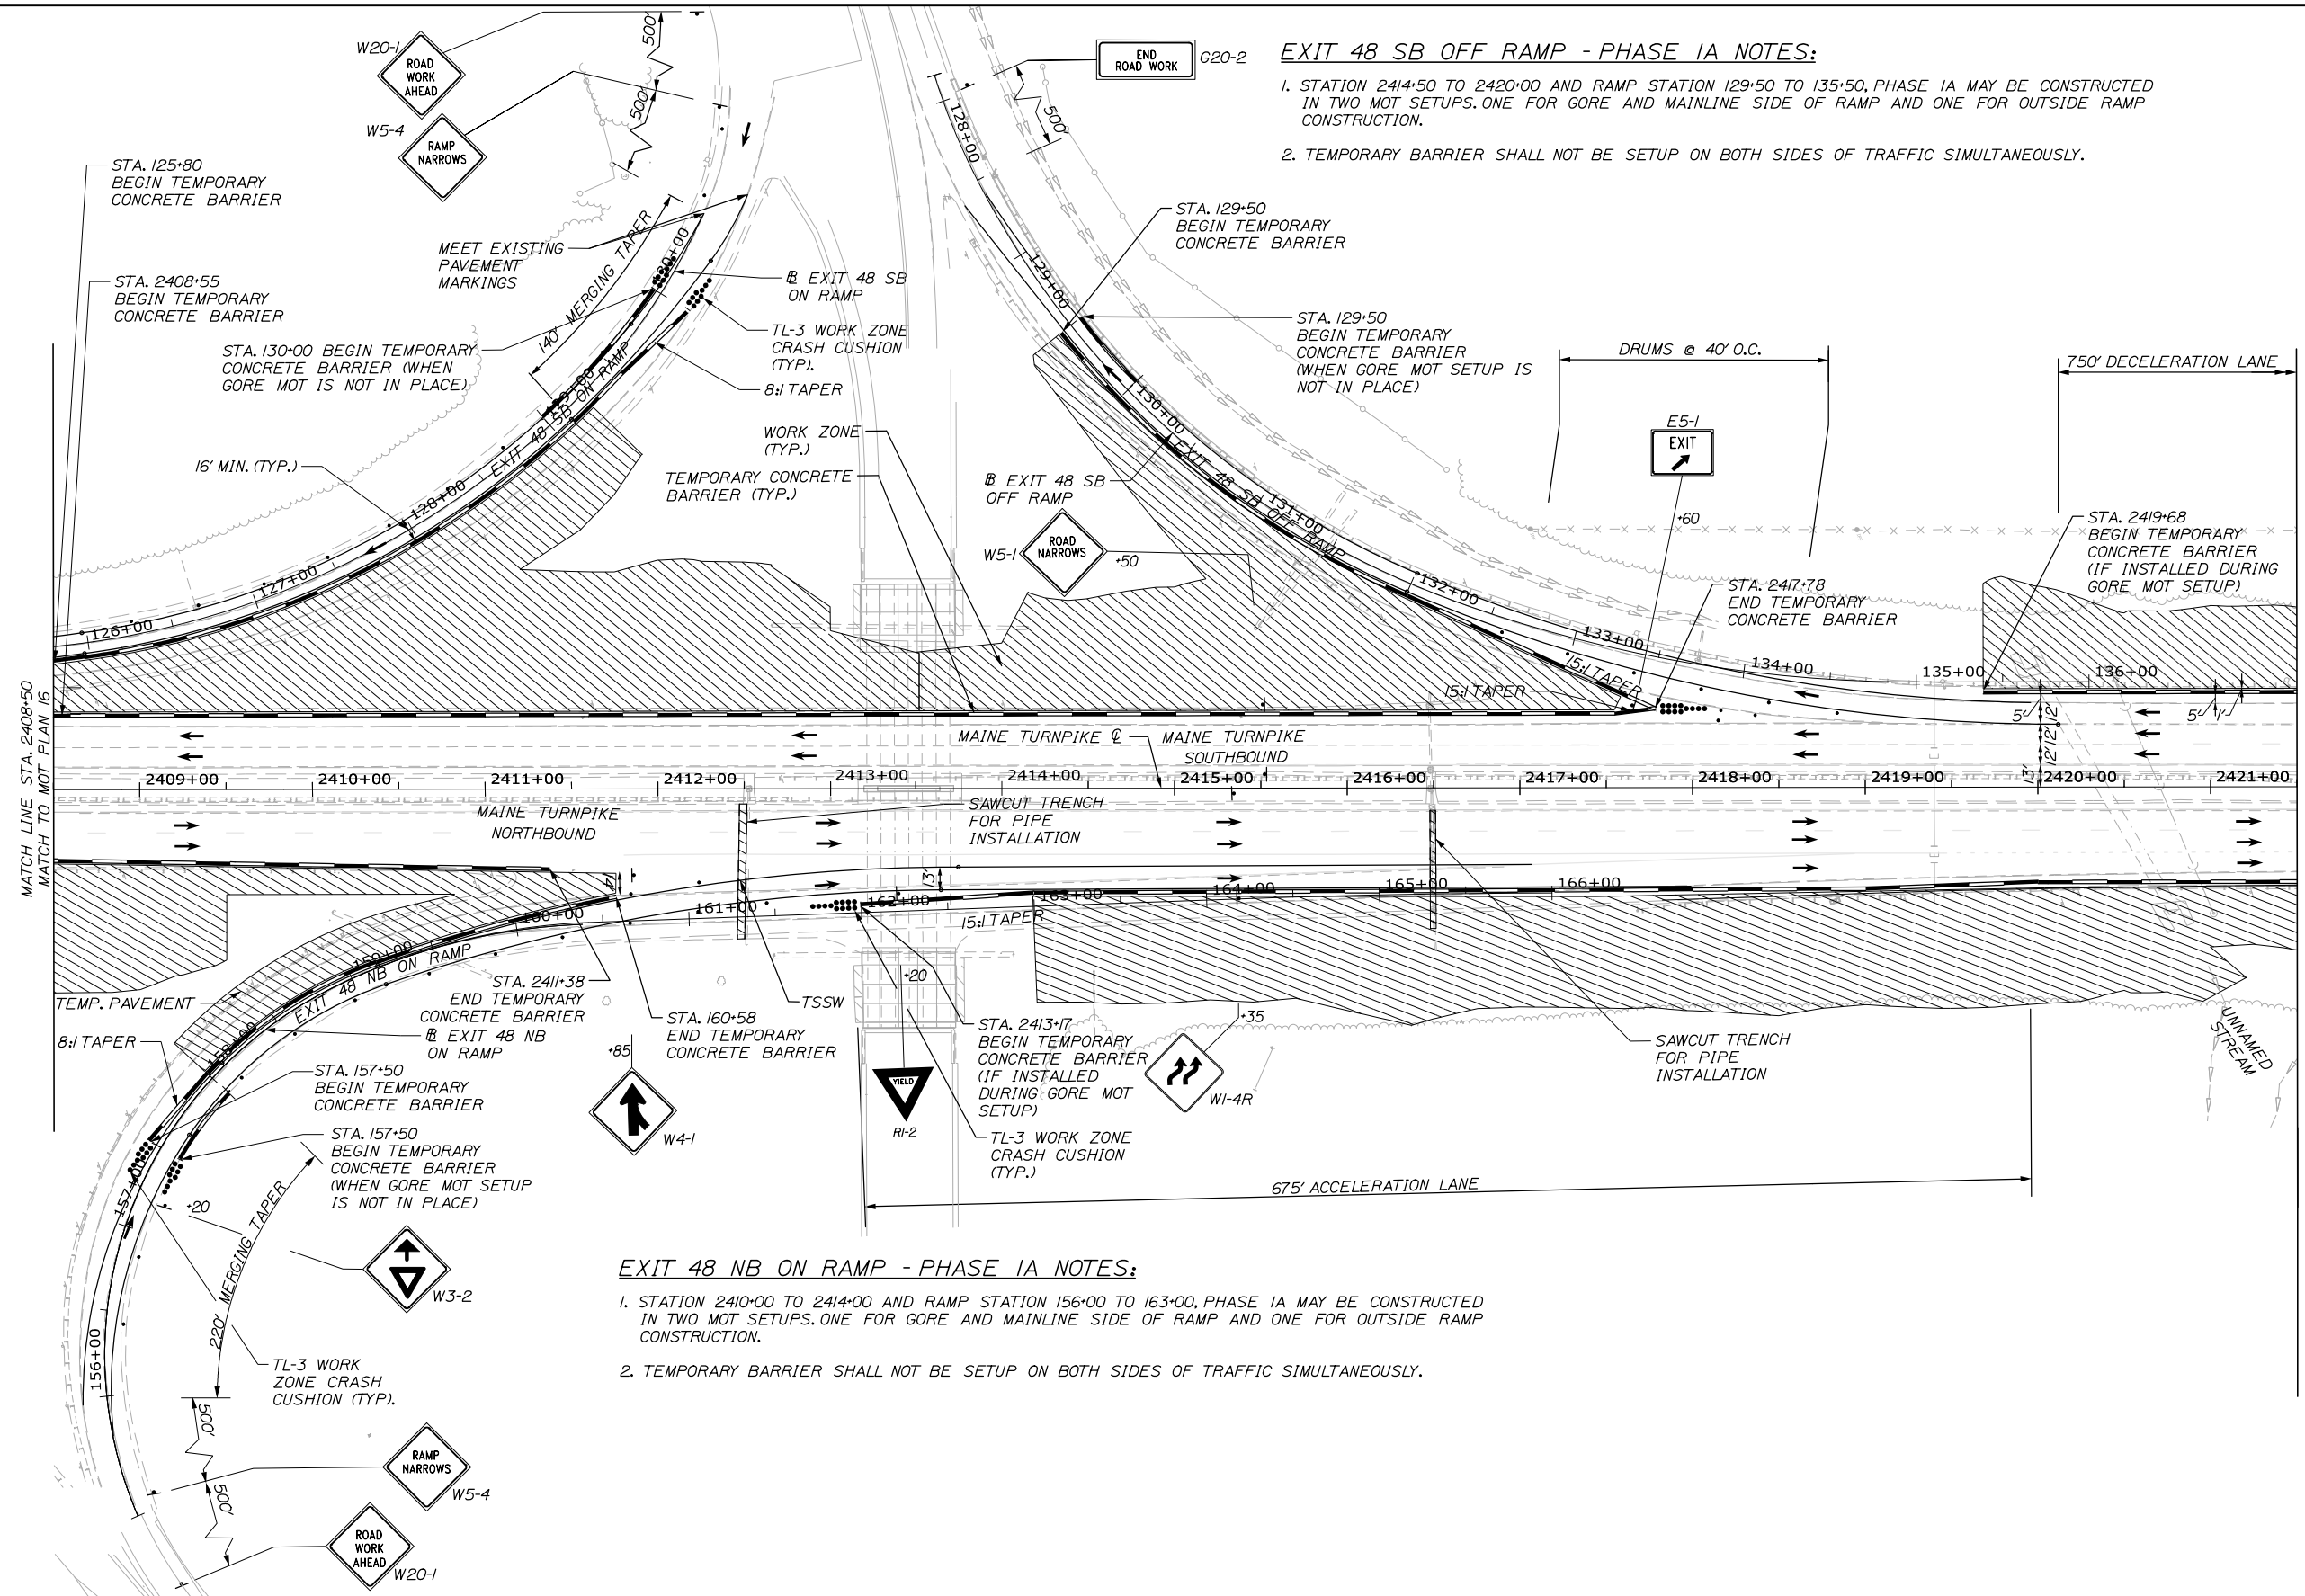 EXIT 48 SB OFF RAMP - PHASE 1A NOTES:
1. STATION 2414+50 TO 2420+00 AND RAMP STATION 129+50 TO 135+50, PHASE 1A MAY BE CONSTRUCTED
IN TWO MOT SETUPS. ONE FOR GORE AND MAINLINE SIDE OF RAMP AND ONE FOR OUTSIDE RAMP
CONSTRUCTION.
2. TEMPORARY BARRIER SHALL NOT BE SETUP ON BOTH SIDES OF TRAFFIC SIMULTANEOUSLY.
END
ROAD WORK
G20-2
W20-1
ROAD
WORK
AHEAD
W5-4
RAMP
NARROWS
500'
500'
500'
STA. 125+80
BEGIN TEMPORARY
CONCRETE BARRIER
STA. 2408+55
BEGIN TEMPORARY
CONCRETE BARRIER
MEET EXISTING
PAVEMENT
MARKINGS
140' MERGING TAPER
STA. 130+00 BEGIN TEMPORARY
CONCRETE BARRIER (WHEN
GORE MOT IS NOT IN PLACE)
16' MIN. (TYP.)
℄ EXIT 48 SB
ON RAMP
TL-3 WORK ZONE
CRASH CUSHION
(TYP).
8:1 TAPER
WORK ZONE
(TYP.)
TEMPORARY CONCRETE
BARRIER (TYP.)
EXIT 48 SB ON RAMP
130+00
129+00
128+00
127+00
126+00
128+00
129+00
130+00
131+00
132+00
133+00
134+00
135+00
136+00
STA. 129+50
BEGIN TEMPORARY
CONCRETE BARRIER
STA. 129+50
BEGIN TEMPORARY
CONCRETE BARRIER
(WHEN GORE MOT SETUP IS
NOT IN PLACE)
℄ EXIT 48 SB
OFF RAMP
EXIT 48 SB OFF RAMP
W5-1
ROAD
NARROWS
+50
DRUMS @ 40' O.C.
E5-1
EXIT
+60
750' DECELERATION LANE
STA. 2419+68
BEGIN TEMPORARY
CONCRETE BARRIER
(IF INSTALLED DURING
GORE MOT SETUP)
STA. 2417+78
END TEMPORARY
CONCRETE BARRIER
15:1 TAPER
15:1 TAPER
5'
12'
12'
12'
13'
5'
1'
MATCH LINE STA. 2408+50
MATCH TO MOT PLAN 16
MAINE TURNPIKE ℄
MAINE TURNPIKE
SOUTHBOUND
2409+00
2410+00
2411+00
2412+00
2413+00
2414+00
2415+00
2416+00
2417+00
2418+00
2419+00
2420+00
2421+00
MAINE TURNPIKE
NORTHBOUND
SAWCUT TRENCH
FOR PIPE
INSTALLATION
14'
13'
156+00
157+00
158+00
159+00
160+00
161+00
162+00
163+00
164+00
165+00
166+00
15:1 TAPER
EXIT 48 NB ON RAMP
TEMP. PAVEMENT
8:1 TAPER
STA. 2411+38
END TEMPORARY
CONCRETE BARRIER
℄ EXIT 48 NB
ON RAMP
STA. 160+58
END TEMPORARY
CONCRETE BARRIER
TSSW
+85
W4-1
+20
YIELD
R1-2
STA. 2413+17
BEGIN TEMPORARY
CONCRETE BARRIER
(IF INSTALLED
DURING GORE MOT
SETUP)
TL-3 WORK ZONE
CRASH CUSHION
(TYP.)
+35
W1-4R
SAWCUT TRENCH
FOR PIPE
INSTALLATION
UNNAMED
STREAM
675' ACCELERATION LANE
STA. 157+50
BEGIN TEMPORARY
CONCRETE BARRIER
STA. 157+50
BEGIN TEMPORARY
CONCRETE BARRIER
(WHEN GORE MOT SETUP
IS NOT IN PLACE)
+20
W3-2
220' MERGING TAPER
TL-3 WORK
ZONE CRASH
CUSHION (TYP).
500'
500'
RAMP
NARROWS
W5-4
ROAD
WORK
AHEAD
W20-1
EXIT 48 NB ON RAMP - PHASE 1A NOTES:
1. STATION 2410+00 TO 2414+00 AND RAMP STATION 156+00 TO 163+00, PHASE 1A MAY BE CONSTRUCTED
IN TWO MOT SETUPS. ONE FOR GORE AND MAINLINE SIDE OF RAMP AND ONE FOR OUTSIDE RAMP
CONSTRUCTION.
2. TEMPORARY BARRIER SHALL NOT BE SETUP ON BOTH SIDES OF TRAFFIC SIMULTANEOUSLY.